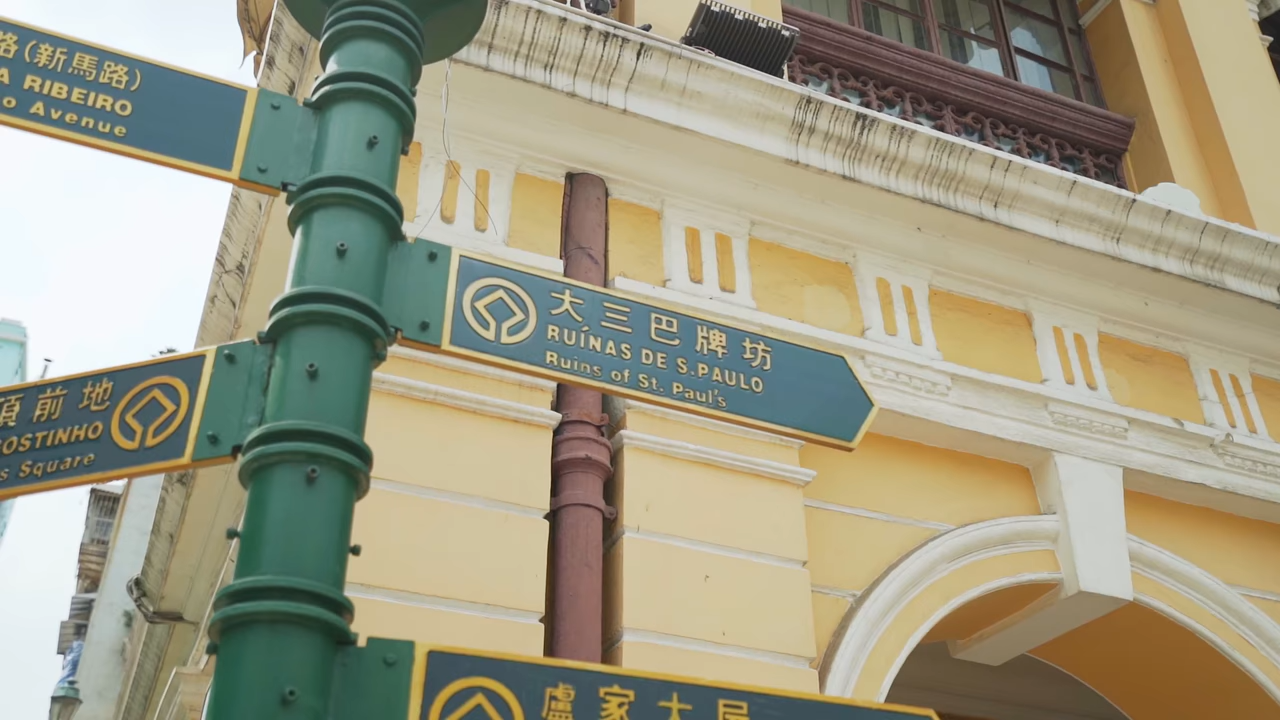 路(新馬路)
A RIBEIRO
o Avenue
大三巴牌坊
RUÍNAS DE S.PAULO
Ruins of St. Paul's
頂前地
OSTINHO
s Square
盧家大屋